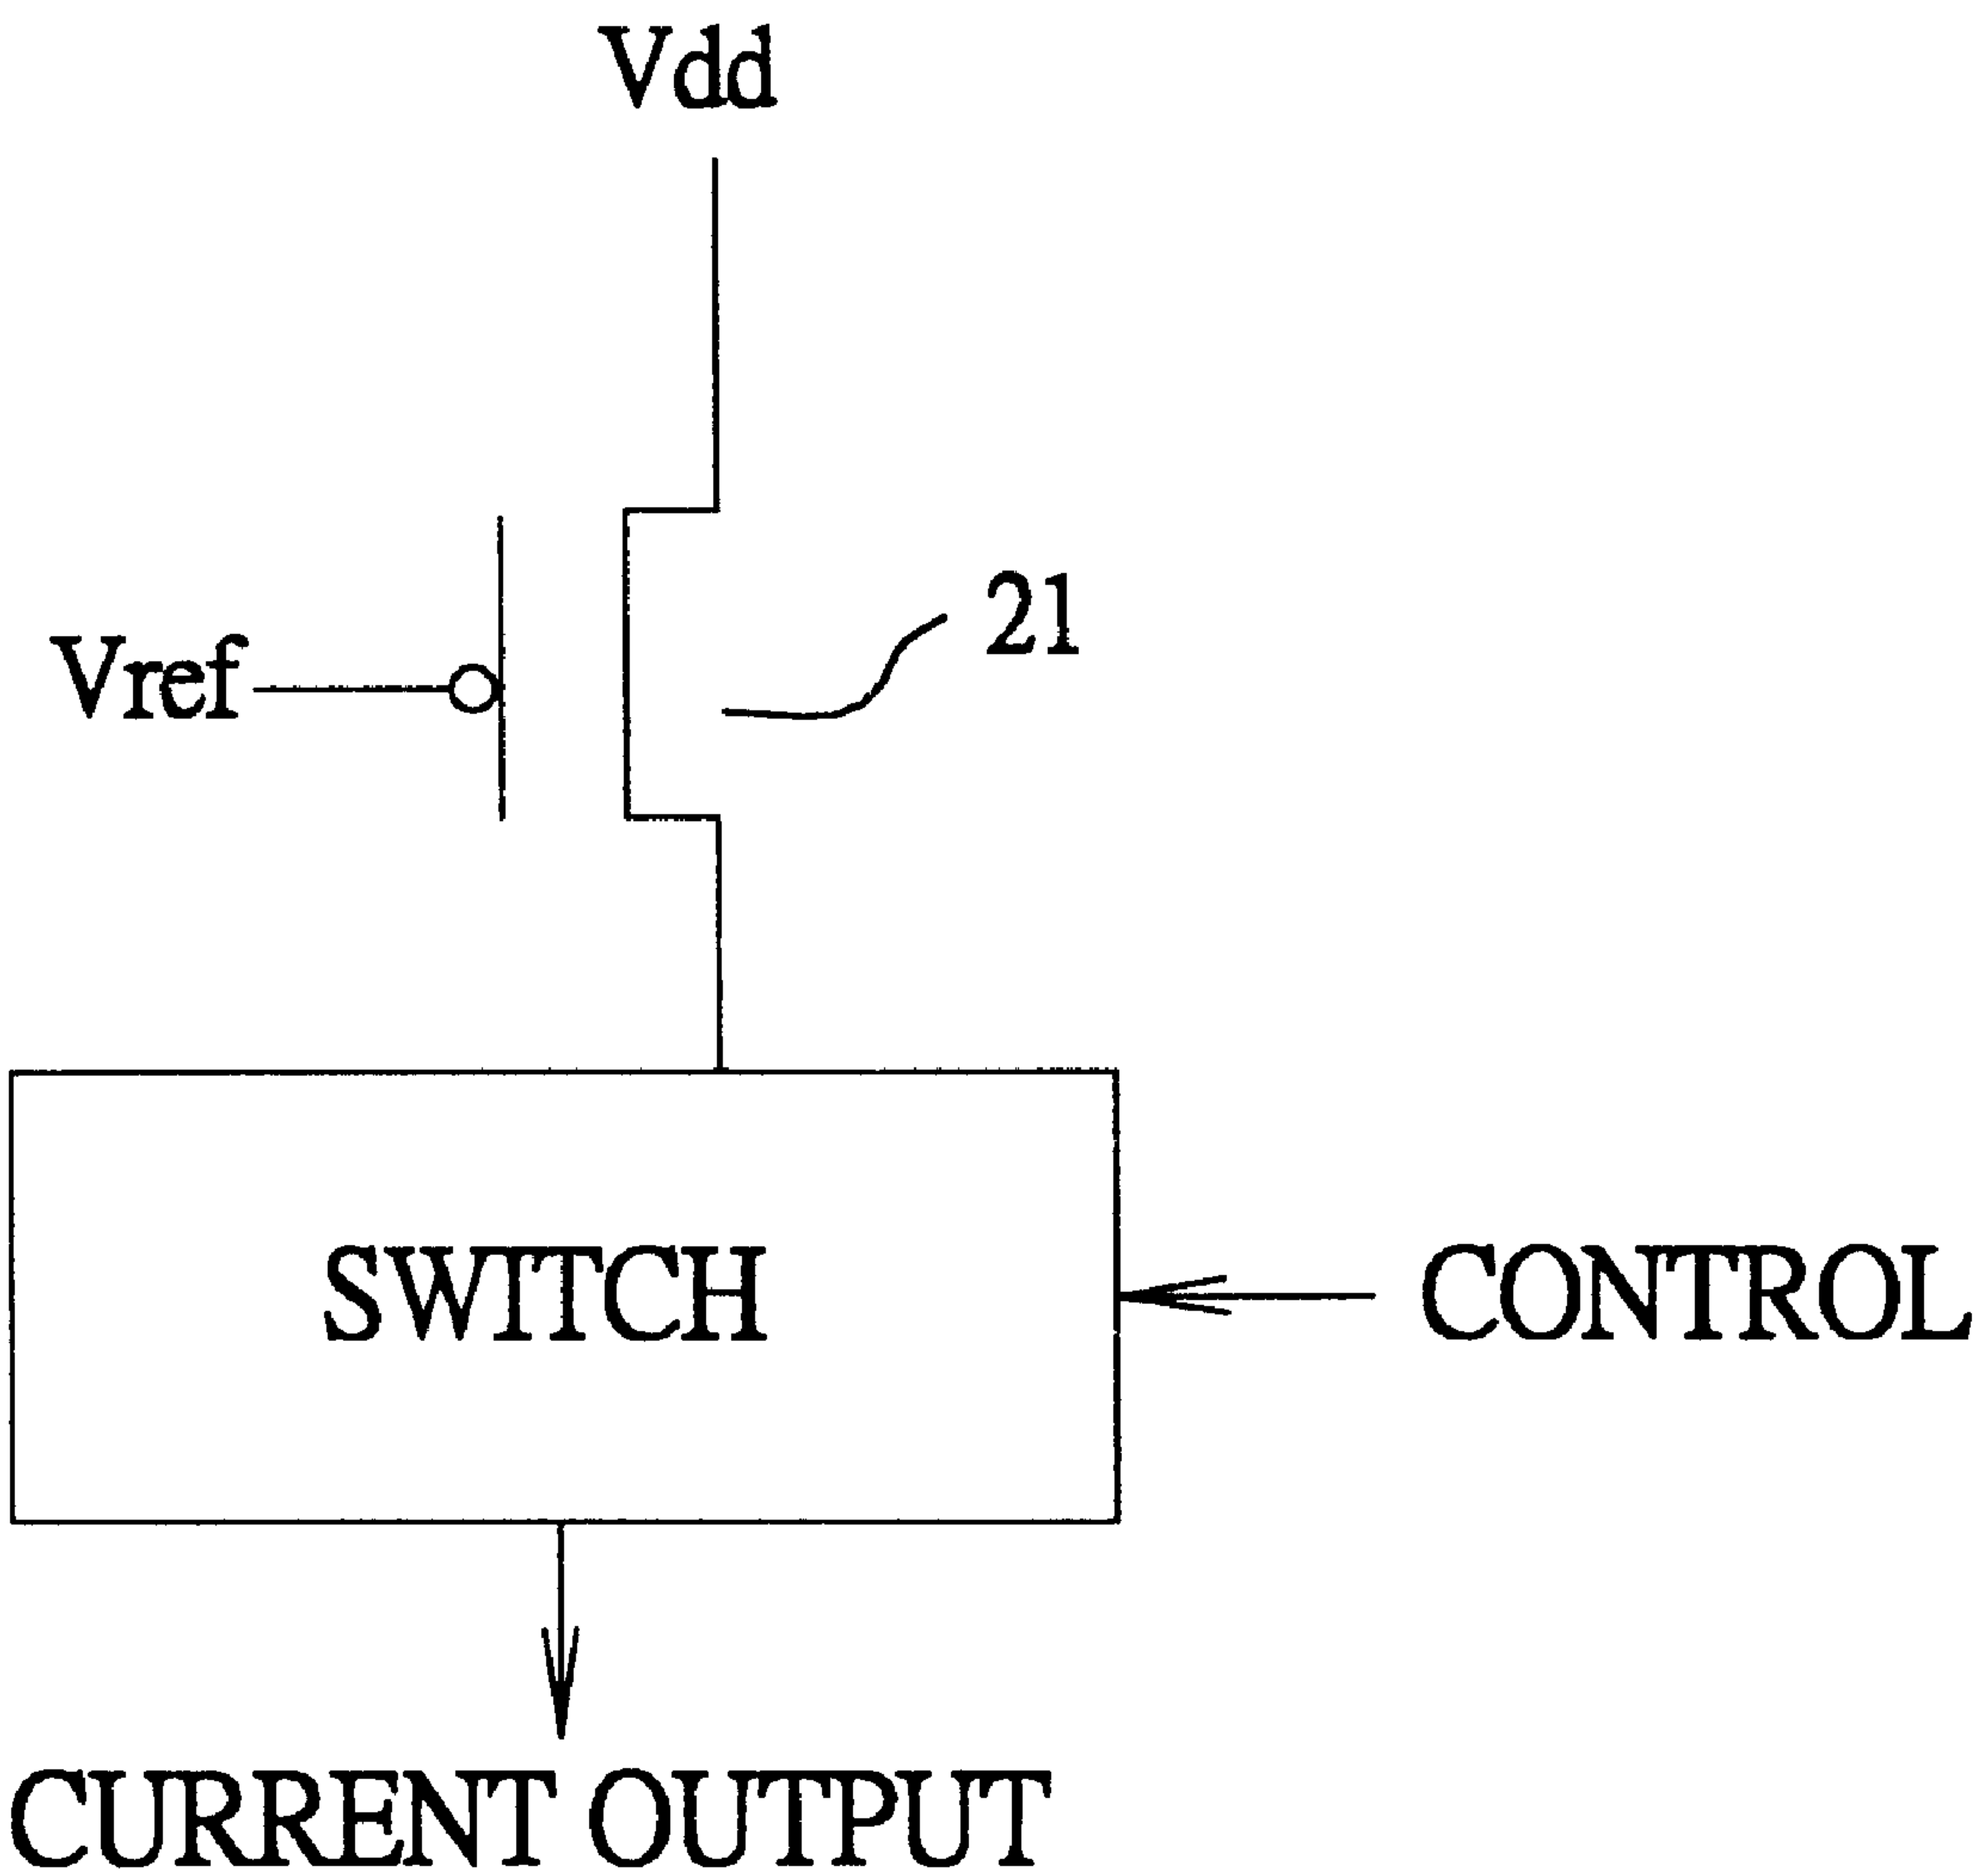 Vdd
21
Vref
SWITCH
CONTROL
CURRENT OUTPUT